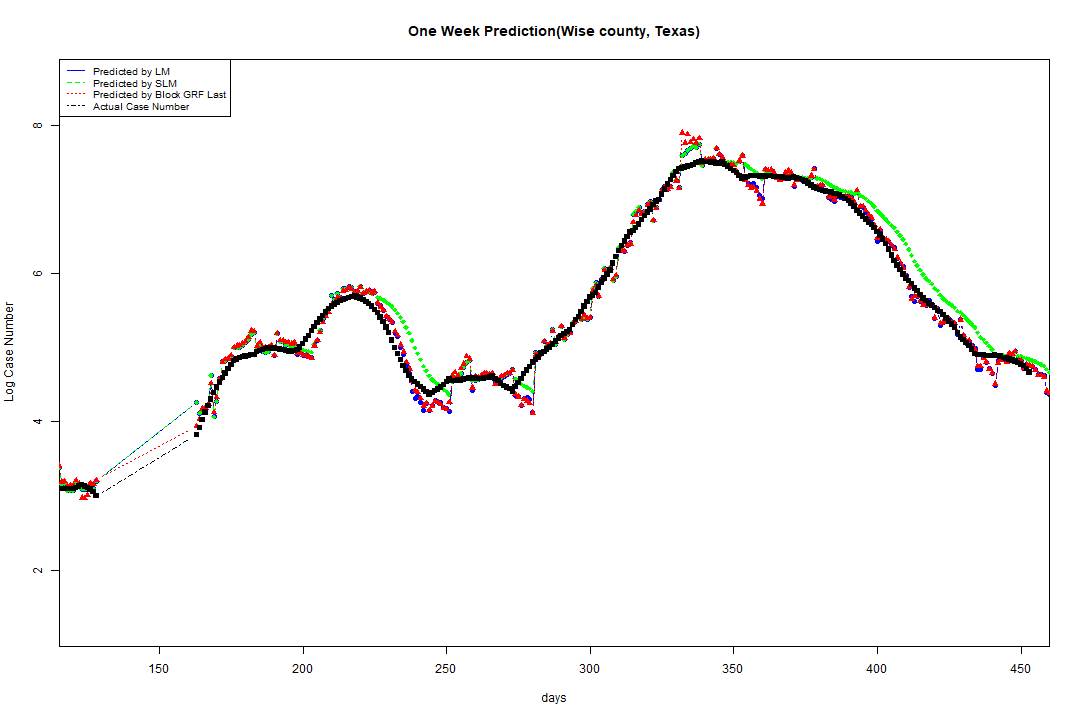 One Week Prediction(Wise county, Texas)
Predicted by LM
Predicted by SLM
Predicted by Block GRF Last
Actual Case Number
8
6
4
2
Log Case Number
150 200 250 300 350 400 450
days